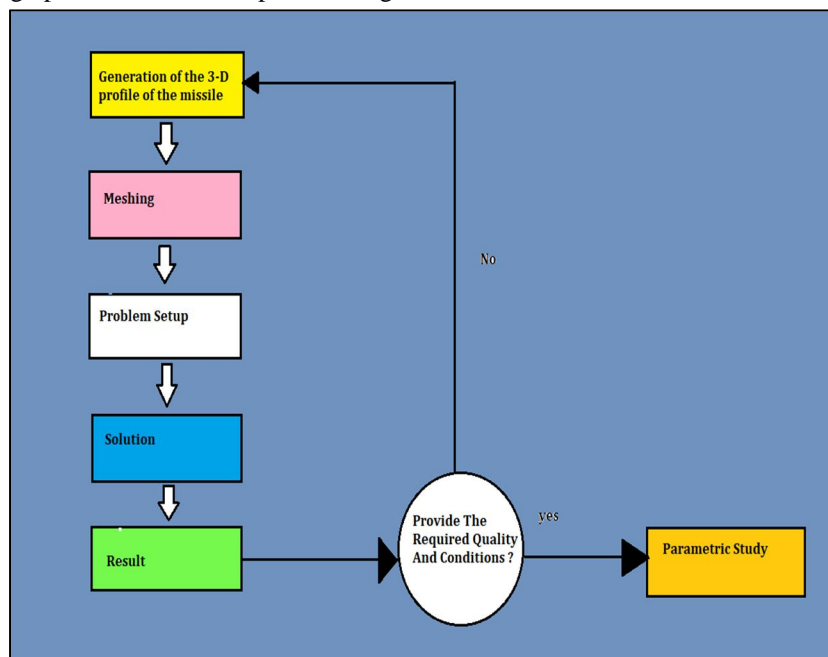 Generation of the 3-D
profile of the missile
Meshing
Problem Setup
Solution
Result
Provide The
Required Quality
And Conditions ?
No
yes
Parametric Study